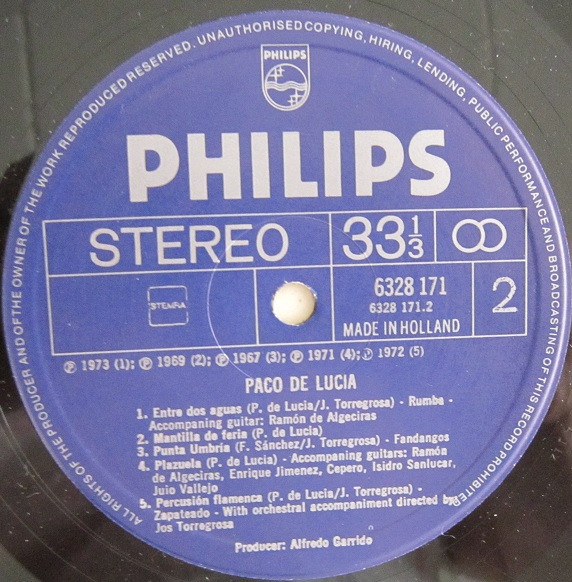 ALL RIGHTS OF THE PRODUCER AND OF THE OWNER OF THE WORK REPRODUCED RESERVED. UNAUTHORISED COPYING, HIRING, LENDING, PUBLIC PERFORMANCE AND BROADCASTING OF THIS RECORD PROHIBITED
PHILIPS
PHILIPS
STEREO 33 1/3 ∞
STEMRA 6328 171 2
6328 171.2
MADE IN HOLLAND
℗ 1973 (1); ℗ 1969 (2); ℗ 1967 (3); ℗ 1971 (4); ℗ 1972 (5)
PACO DE LUCIA
1. Entre dos aguas (P. de Lucia/J. Torregrosa) - Rumba -
Accompaning guitar: Ramón de Algeciras
2. Mantilla de feria (P. de Lucia)
3. Punta Umbria (F. Sánchez/J. Torregrosa) - Fandangos
4. Plazuela (P. de Lucia) - Accompaning guitars: Ramón
de Algeciras, Enrique Jimenez, Cepero, Isidro Sanlucar,
Juio Vallejo
5. Percusión flamenca (P. de Lucia/J. Torregrosa) -
Zapateado - With orchestral accompaniment directed by
Jos Torregrosa
Producer: Alfredo Garrido